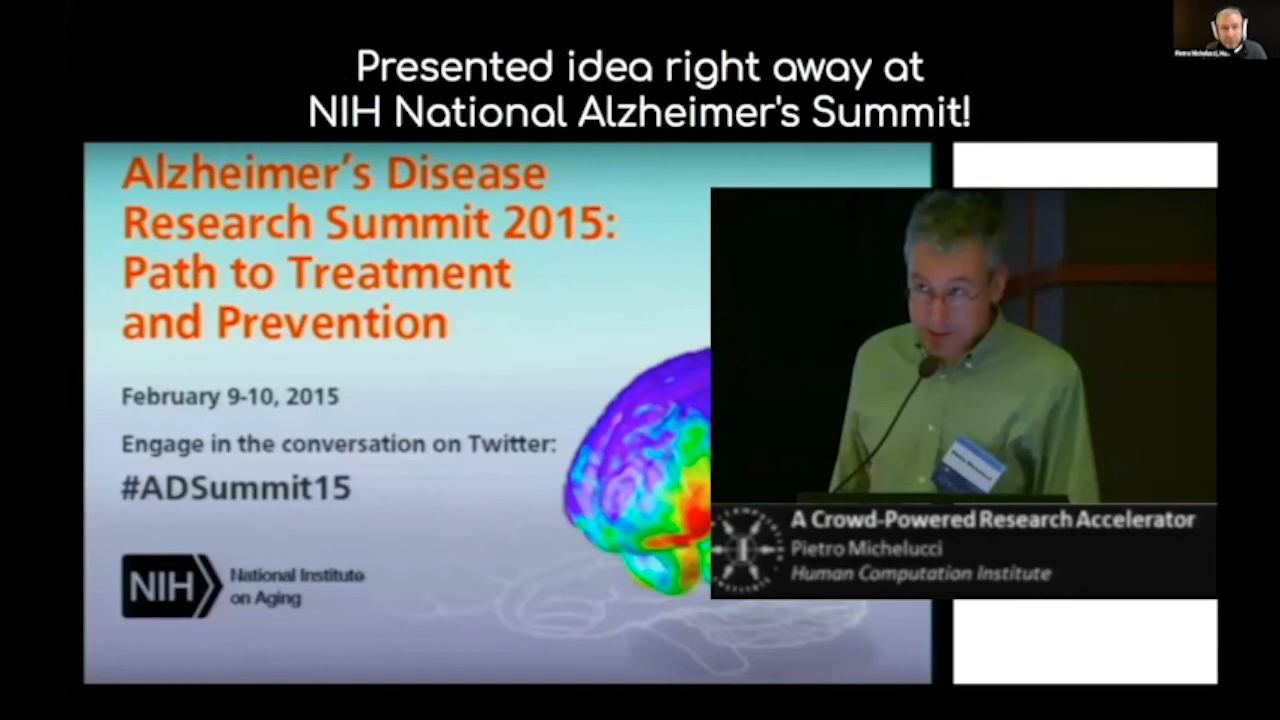 Presented idea right away at
NIH National Alzheimer's Summit!
Alzheimer's Disease
Research Summit 2015:
Path to Treatment
and Prevention
February 9-10, 2015
Engage in the conversation on Twitter:
#ADSummit15
NIH
National Institute
on Aging
A Crowd-Powered Research Accelerator
Pietro Michelucci
Human Computation Institute